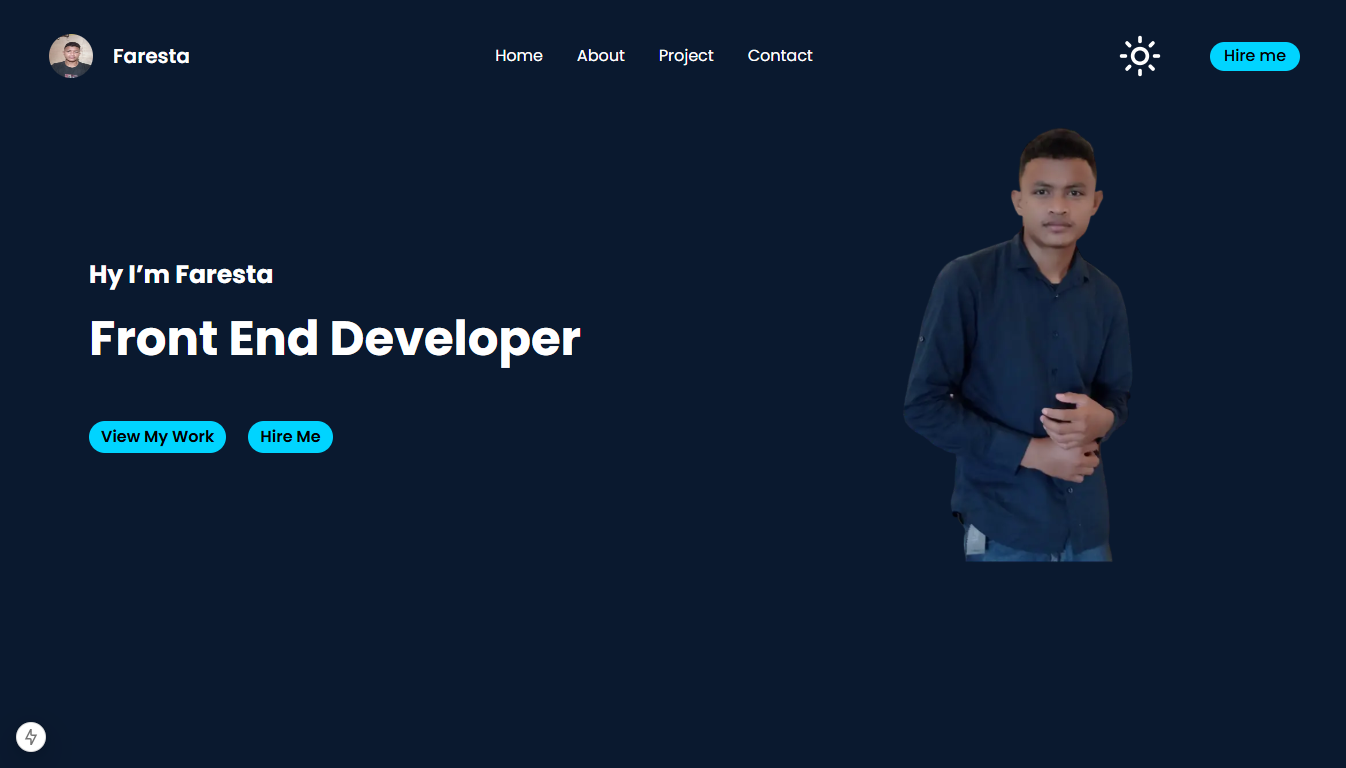 Faresta
Home About Project Contact
Hire me
Hy I’m Faresta
Front End Developer
View My Work Hire Me